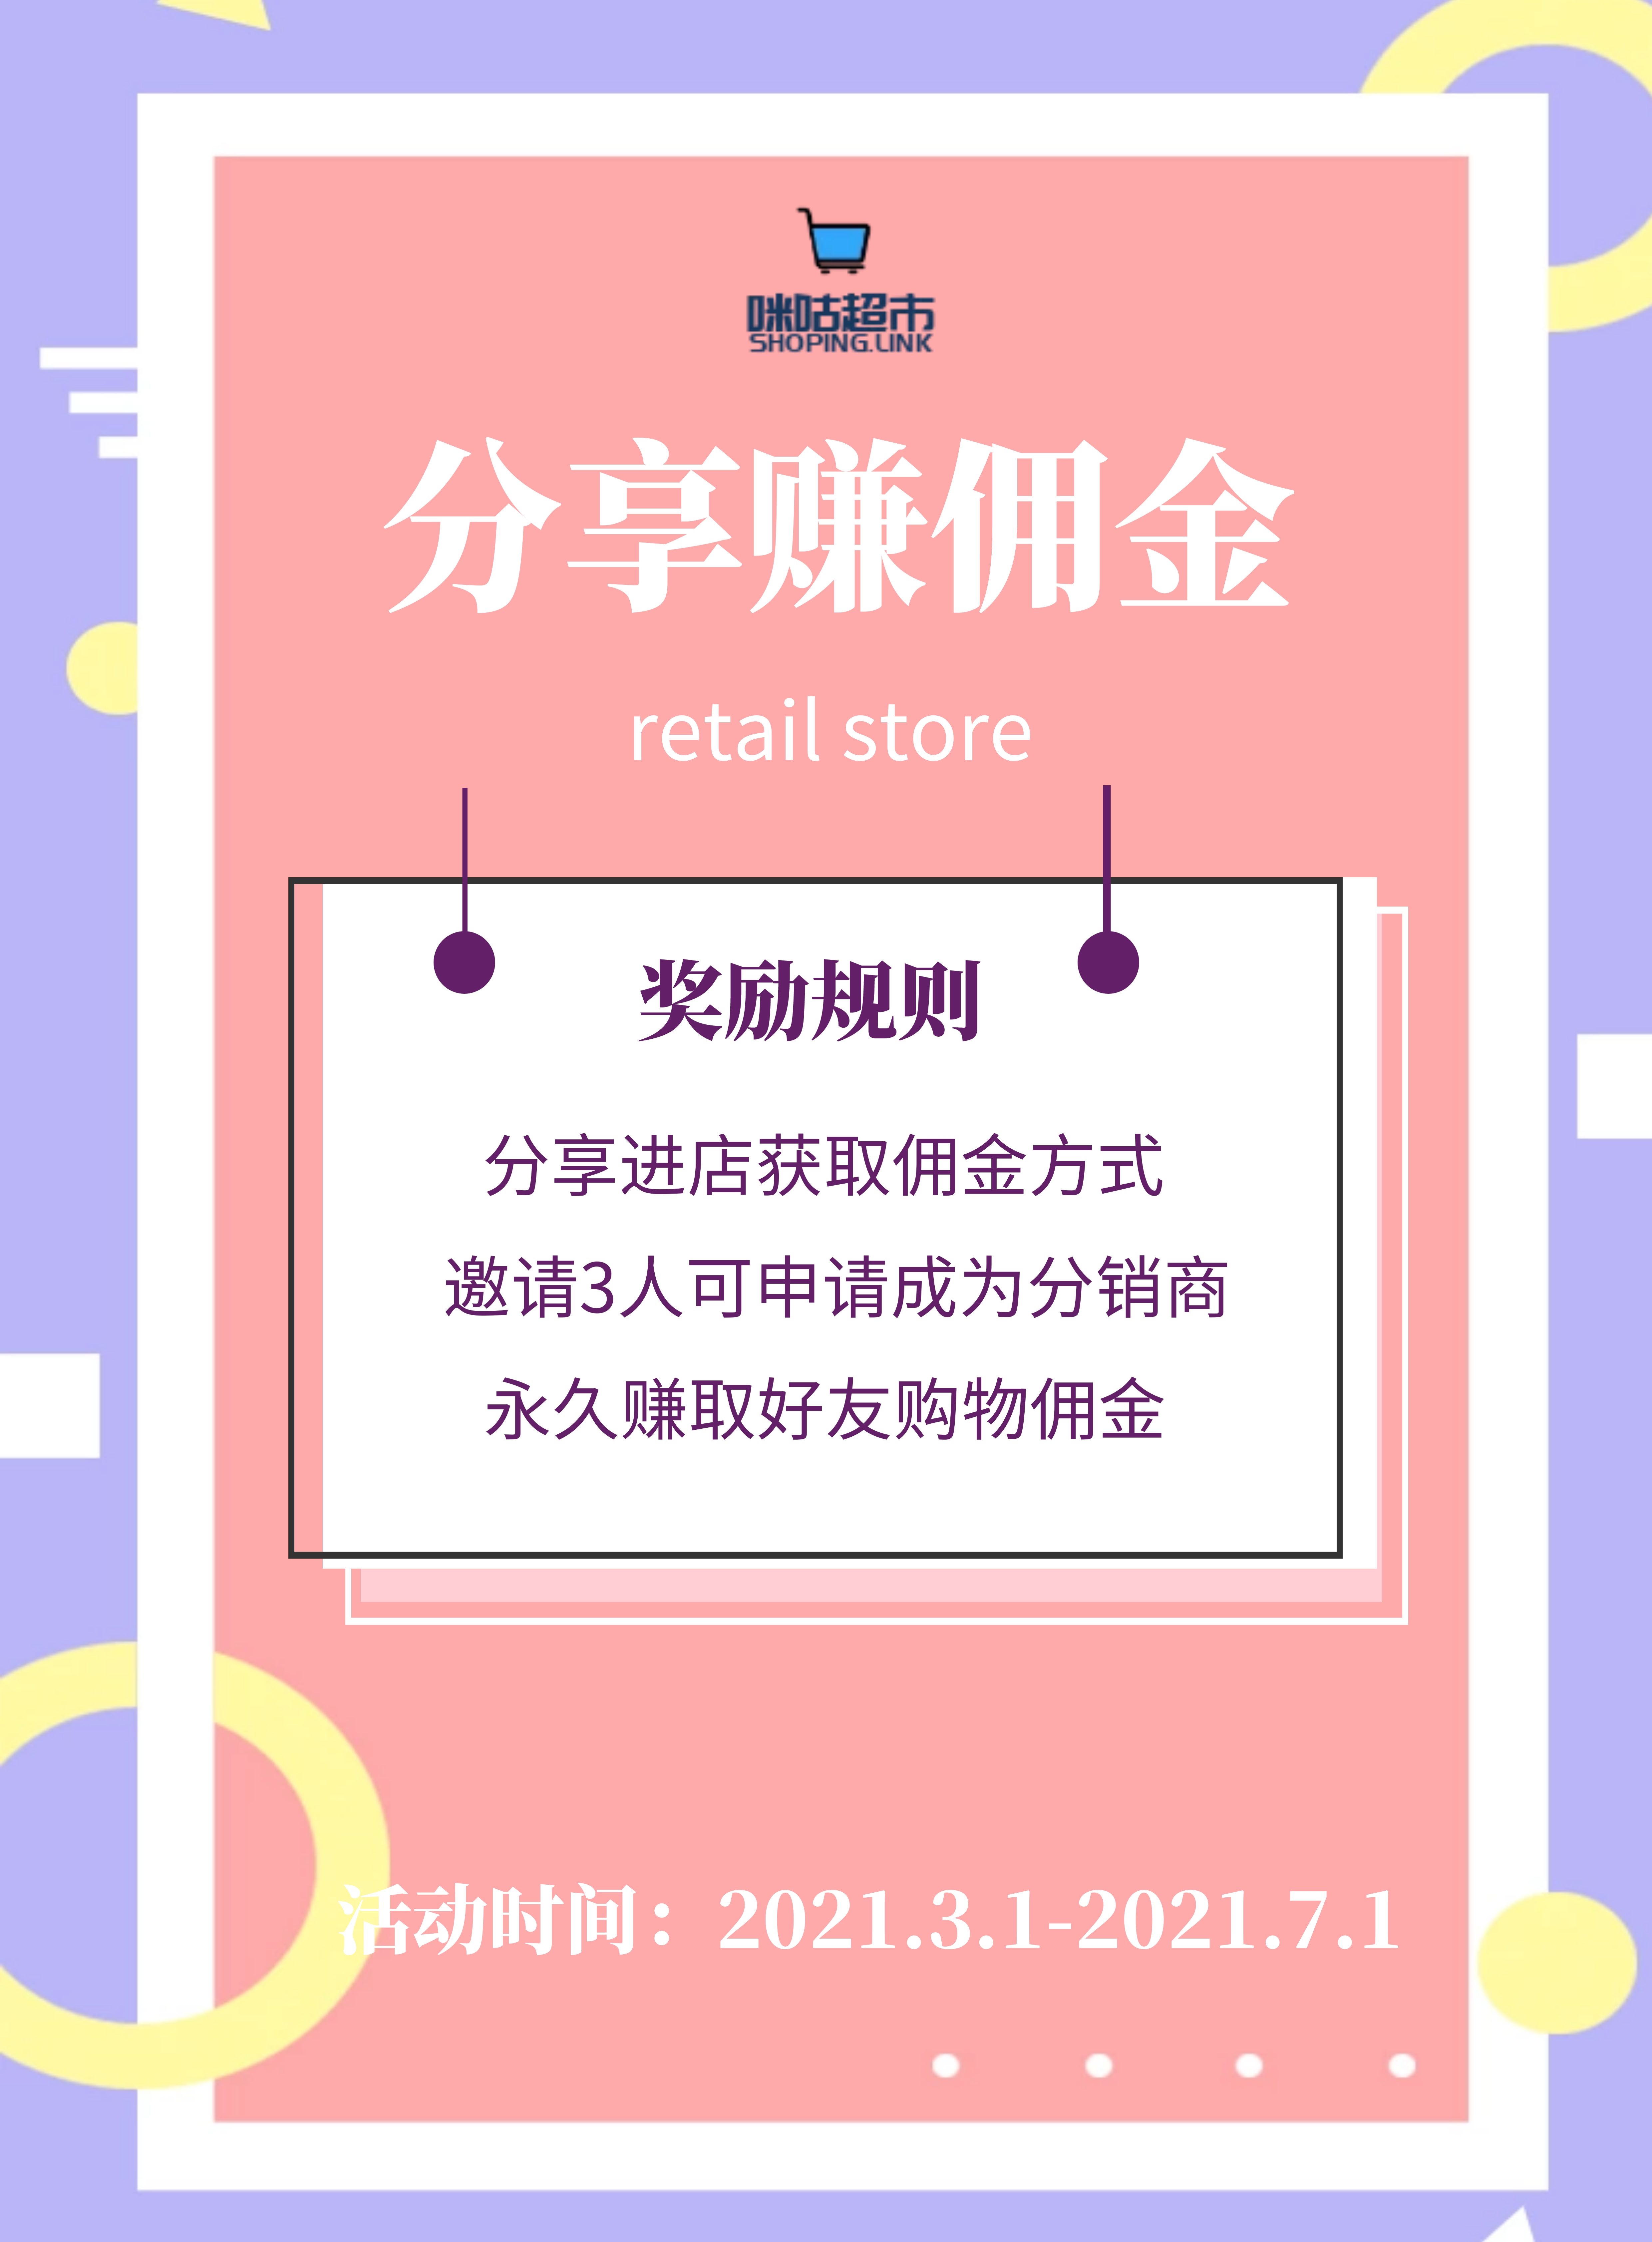 咪咕超市
SHOPING.LINK
分享赚佣金
retail store
奖励规则
分享进店获取佣金方式
邀请3人可申请成为分销商
永久赚取好友购物佣金
活动时间：2021.3.1-2021.7.1